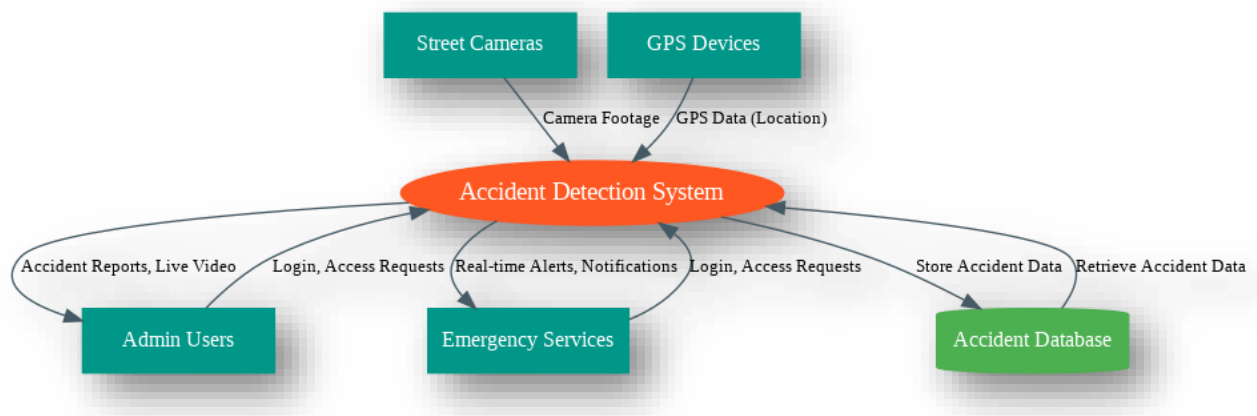 Street Cameras
GPS Devices
Camera Footage
GPS Data (Location)
Accident Detection System
Accident Reports, Live Video
Login, Access Requests
Real-time Alerts, Notifications
Login, Access Requests
Store Accident Data
Retrieve Accident Data
Admin Users
Emergency Services
Accident Database